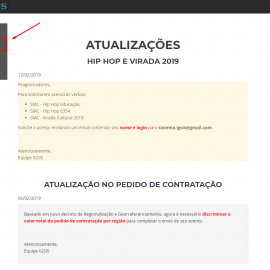 S
ATUALIZAÇÕES
HIP HOP E VIRADA 2019
12/02/2019
Programadores,
Para solicitarem acesso às verbas:
SMC - Hip Hop Educação
SMC - Hip Hop 6354;
SMC - Virada Cultural 2019,
Solicite o acesso enviando um email contendo seu nome e login para sistema.igsis@gmail.com.
Atenciosamente,
Equipe IGSIS
ATUALIZAÇÃO NO PEDIDO DE CONTRATAÇÃO
06/02/2019
Baseado em novo decreto de Regionalização e Georreferenciamento, agora é necessário discriminar o
valor total do pedido de contratação por região para completar o envio de seu evento.
Atenciosamente,
Equipe IGSIS